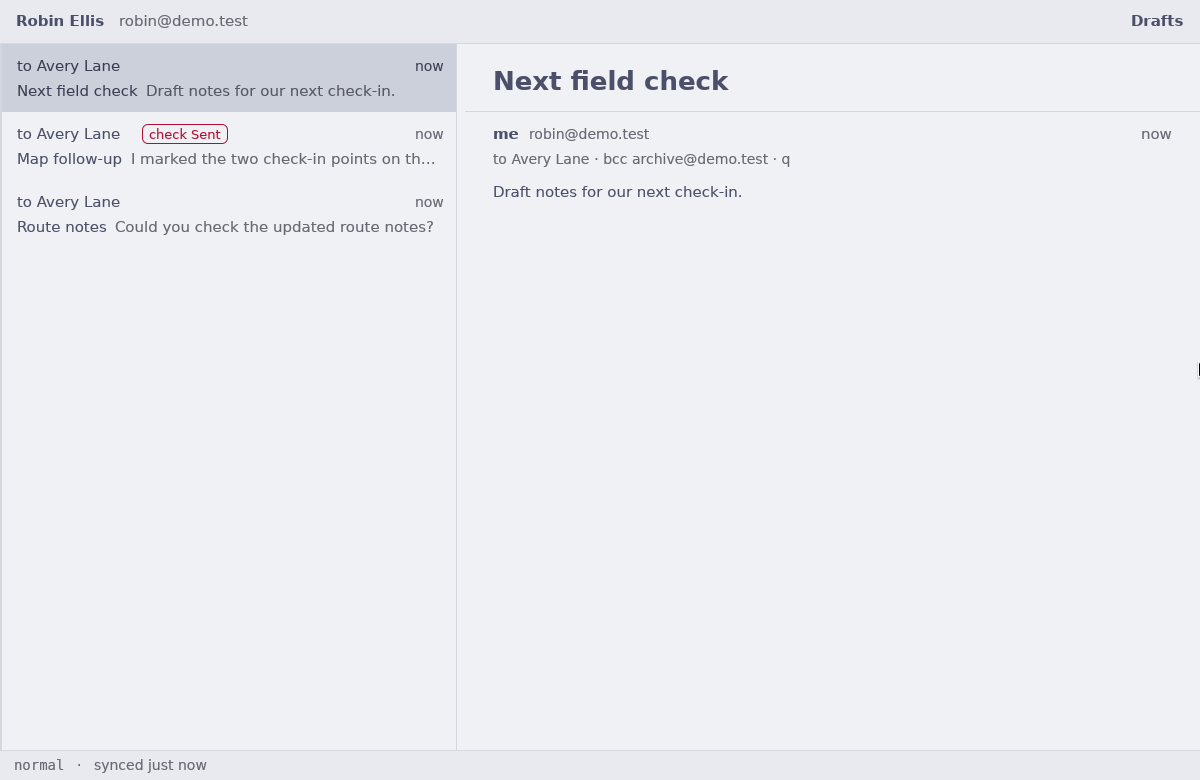 Robin Ellis robin@demo.test Drafts
to Avery Lane now
Next field check Draft notes for our next check-in.
to Avery Lane check Sent now
Map follow-up I marked the two check-in points on th…
to Avery Lane now
Route notes Could you check the updated route notes?
Next field check
me robin@demo.test now
to Avery Lane · bcc archive@demo.test · q
Draft notes for our next check-in.
normal · synced just now